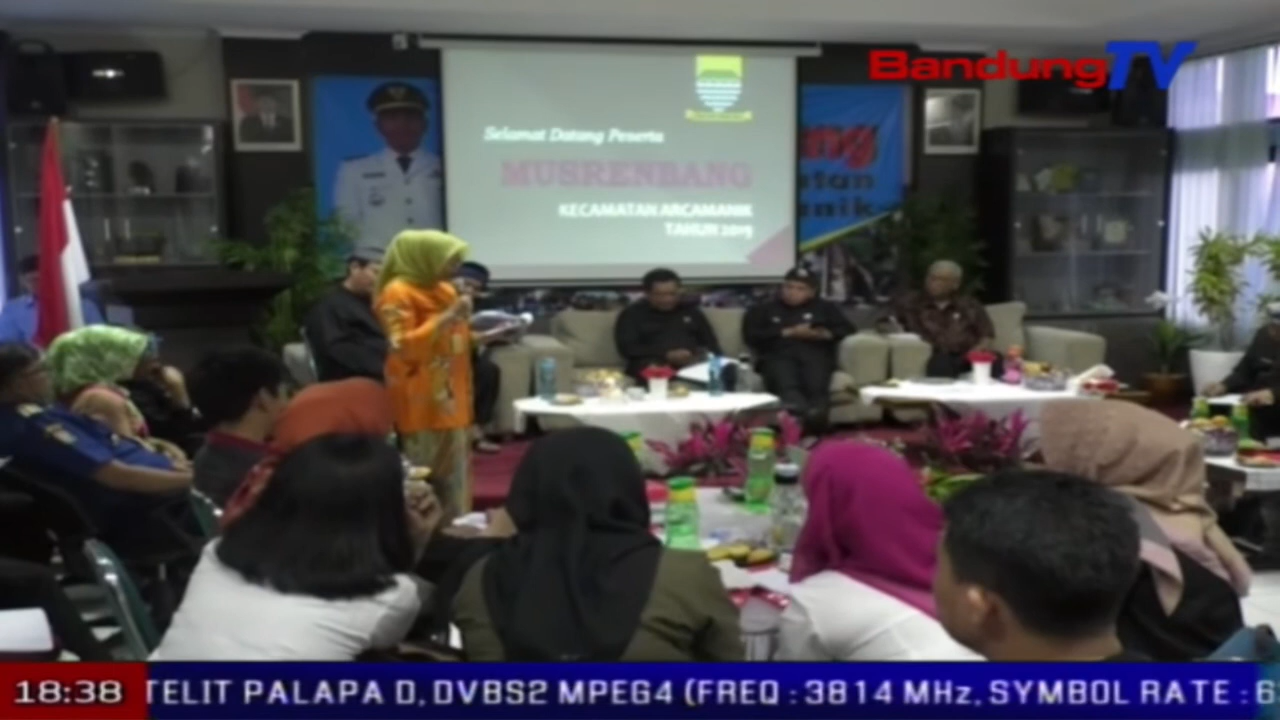 BandungTV
Selamat Datang Peserta
MUSRENBANG
KECAMATAN ARCAMANIK
TAHUN 2019
18:38
TELIT PALAPA D, DVBS2 MPEG4 (FREQ : 3814 MHz, SYMBOL RATE : 6